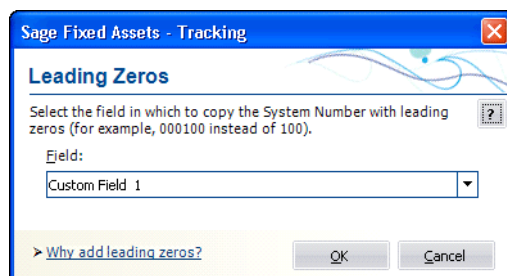 Sage Fixed Assets - Tracking
Leading Zeros
Select the field in which to copy the System Number with leading
zeros (for example, 000100 instead of 100).
?
Field:
Custom Field 1
➤ Why add leading zeros?
OK
Cancel